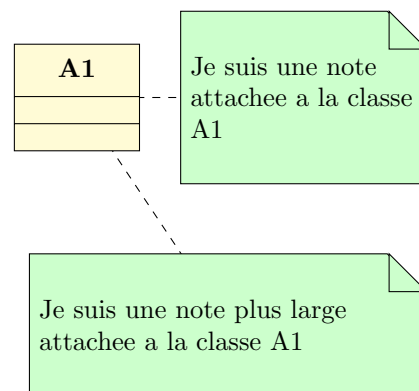 A1
Je suis une note
attachee a la classe
A1
Je suis une note plus large
attachee a la classe A1